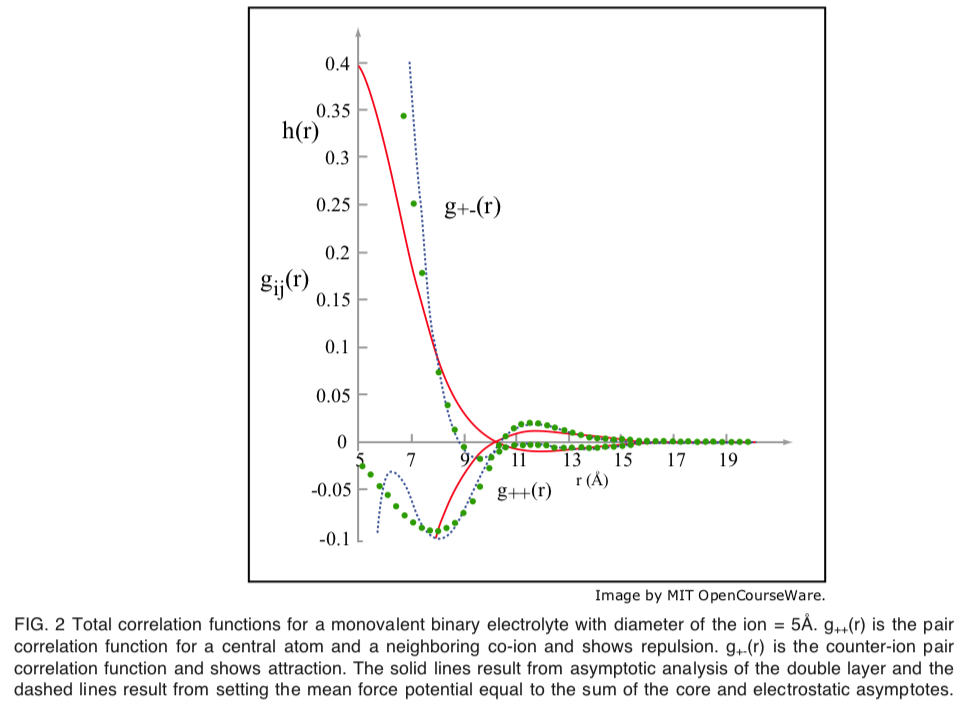 0.4
0.35
h(r)
0.3
0.25
g+-(r)
0.2
gij(r)
0.15
0.1
0.05
0
5 7 9 11 13 15 17 19
r (Å)
-0.05
g++(r)
-0.1
Image by MIT OpenCourseWare.
FIG. 2 Total correlation functions for a monovalent binary electrolyte with diameter of the ion = 5Å. g++(r) is the pair
correlation function for a central atom and a neighboring co-ion and shows repulsion. g+-(r) is the counter-ion pair
correlation function and shows attraction. The solid lines result from asymptotic analysis of the double layer and the
dashed lines result from setting the mean force potential equal to the sum of the core and electrostatic asymptotes.